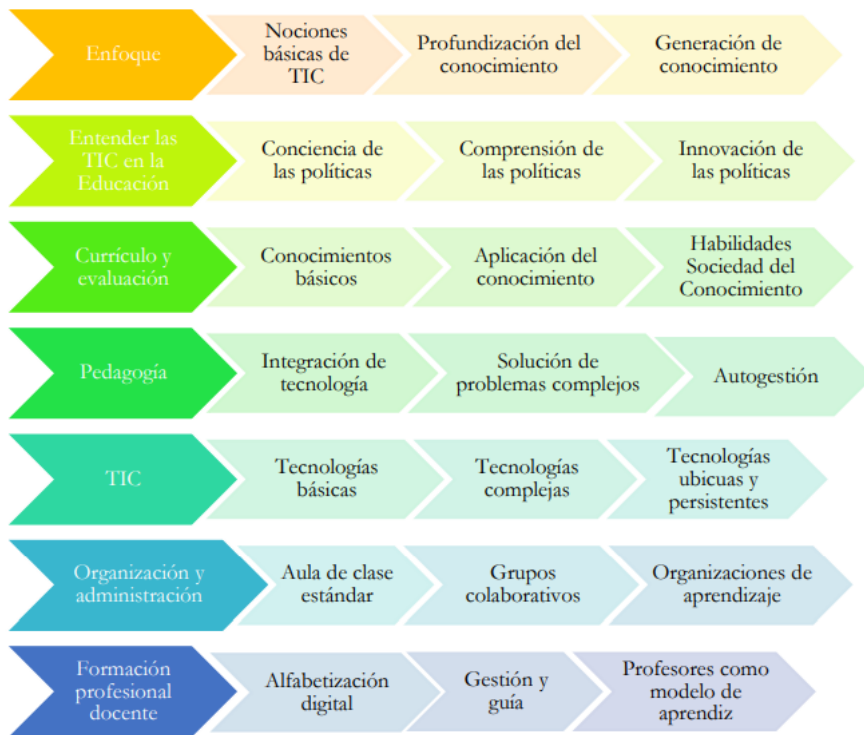 Enfoque
Nociones
básicas de
TIC
Profundización del
conocimiento
Generación de
conocimiento
Entender las
TIC en la
Educación
Conciencia de
las políticas
Comprensión de
las políticas
Innovación de
las políticas
Currículo y
evaluación
Conocimientos
básicos
Aplicación del
conocimiento
Habilidades
Sociedad del
Conocimiento
Pedagogía
Integración de
tecnología
Solución de
problemas complejos
Autogestión
TIC
Tecnologías
básicas
Tecnologías
complejas
Tecnologías
ubicuas y
persistentes
Organización y
administración
Aula de clase
estándar
Grupos
colaborativos
Organizaciones de
aprendizaje
Formación
profesional
docente
Alfabetización
digital
Gestión y
guía
Profesores como
modelo de
aprendiz